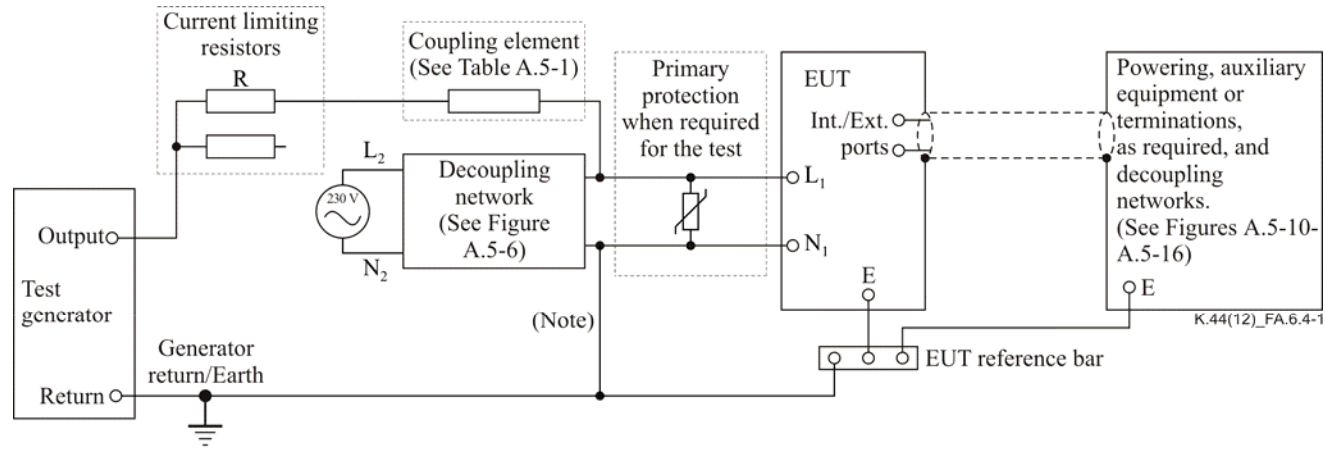 Current limiting
resistors
R
Coupling element
(See Table A.5-1)
Primary
protection
when required
for the test
EUT
Int./Ext.
ports
Powering, auxiliary
equipment or
terminations,
as required, and
decoupling
networks.
(See Figures A.5-10-
A.5-16)
E
L2
230 V
N2
Decoupling
network
(See Figure
A.5-6)
L1
N1
E
Output
Test
generator
Return
Generator
return/Earth
(Note)
EUT reference bar
K.44(12)_FA.6.4-1